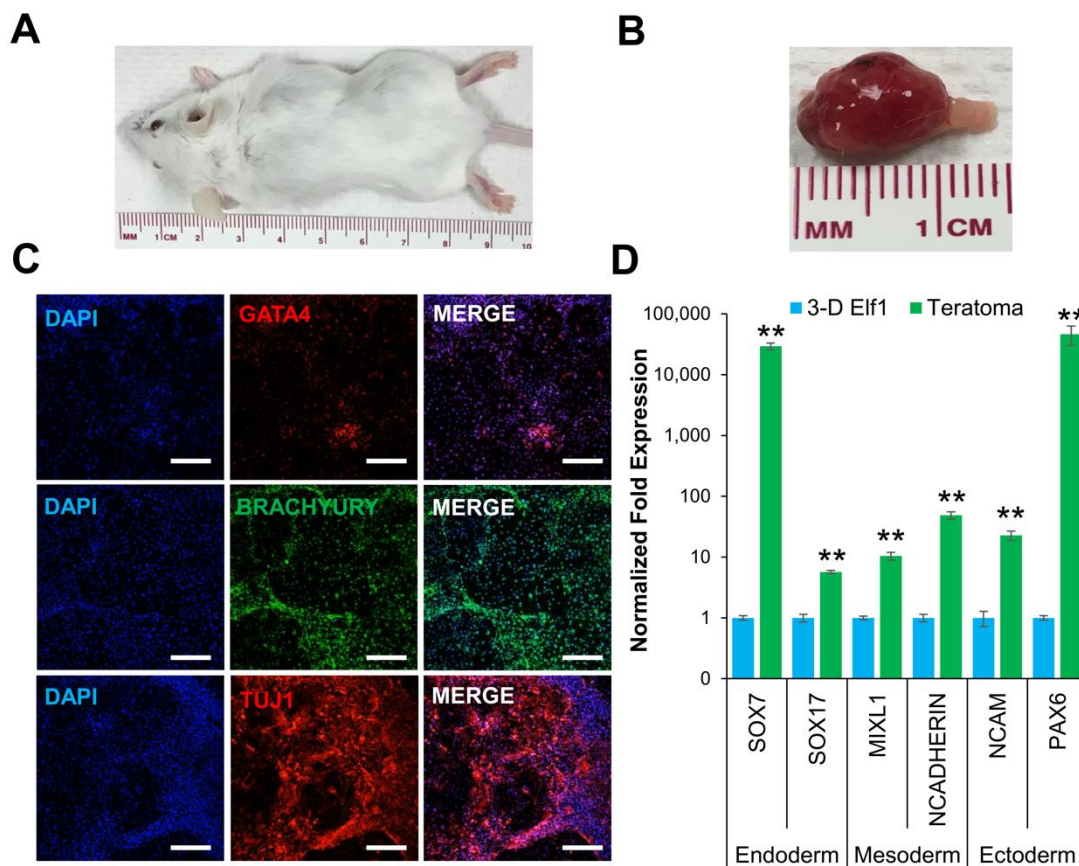 A
B
MM 1 CM 2 3 4 5 6 7 8 9 10
MM 1 CM
C
DAPI GATA4 MERGE
DAPI BRACHYURY MERGE
DAPI TUJ1 MERGE
D
3-D Elf1 Teratoma
Normalized Fold Expression
100,000
10,000
1,000
100
10
1
0
** ** ** ** ** **
SOX7 SOX17 MIXL1 NCADHERIN NCAM PAX6
Endoderm Mesoderm Ectoderm